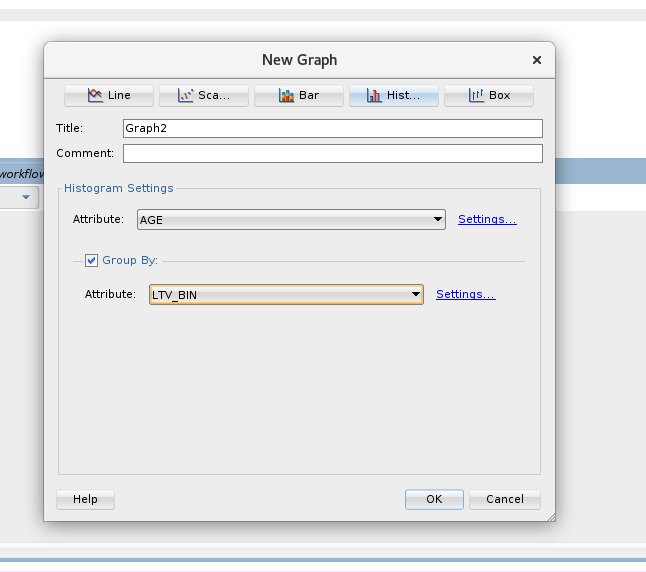 New Graph
Line Sca... Bar Hist... Box
Title: Graph2
Comment:
workflow
Histogram Settings
Attribute: AGE Settings...
Group By:
Attribute: LTV_BIN Settings...
Help OK Cancel